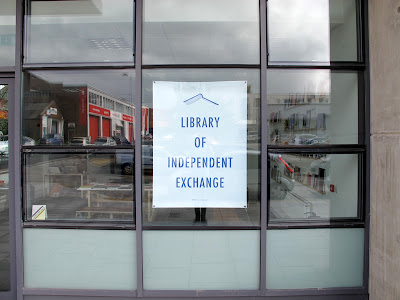 LIBRARY
OF
INDEPENDENT
EXCHANGE